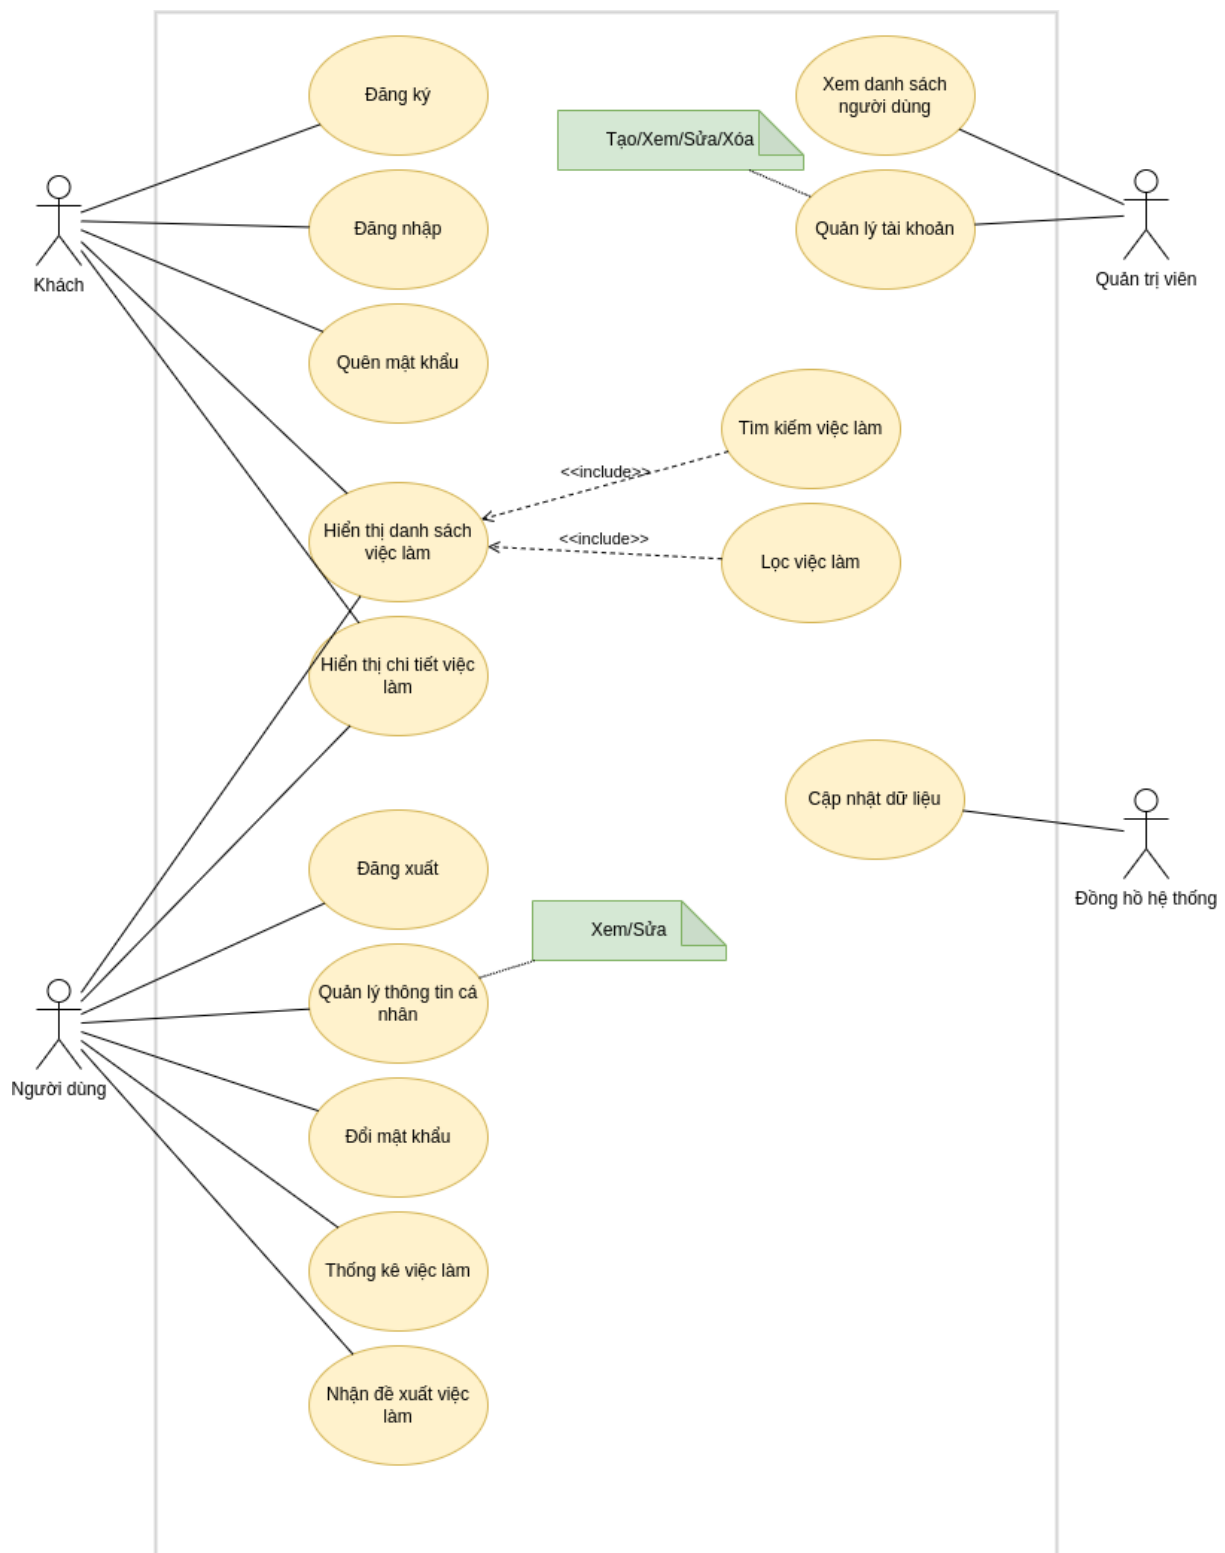 Đăng ký
Xem danh sách
người dùng
Tạo/Xem/Sửa/Xóa
Đăng nhập
Quản lý tài khoản
Khách
Quản trị viên
Quên mật khẩu
Tìm kiếm việc làm
<<include>>
Hiển thị danh sách
việc làm
<<include>>
Lọc việc làm
Hiển thị chi tiết việc
làm
Cập nhật dữ liệu
Đăng xuất
Đồng hồ hệ thống
Xem/Sửa
Quản lý thông tin cá
nhân
Người dùng
Đổi mật khẩu
Thống kê việc làm
Nhận đề xuất việc
làm